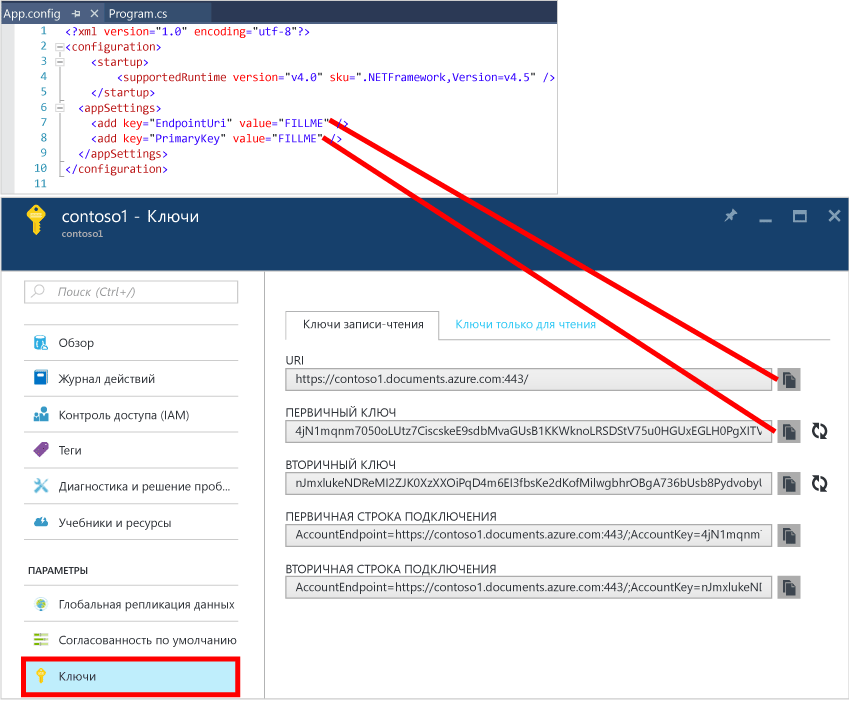 App.config
Program.cs
1 <?xml version="1.0" encoding="utf-8"?>
2 <configuration>
3 <startup>
4 <supportedRuntime version="v4.0" sku=".NETFramework,Version=v4.5" />
5 </startup>
6 <appSettings>
7 <add key="EndpointUri" value="FILLME" />
8 <add key="PrimaryKey" value="FILLME" />
9 </appSettings>
10 </configuration>
11
contoso1 - Ключи
contoso1
Поиск (Ctrl+/)
Обзор
Журнал действий
Контроль доступа (IAM)
Теги
Диагностика и решение проб...
Учебники и ресурсы
ПАРАМЕТРЫ
Глобальная репликация данных
Согласованность по умолчанию
Ключи
Ключи записи-чтения
Ключи только для чтения
URI
https://contoso1.documents.azure.com:443/
ПЕРВИЧНЫЙ КЛЮЧ
4jN1mqnm7050oLUtz7CiscskeE9sdbMvaGUsB1KKWknoLRSDStV75u0HGUxEGLH0PgXITV
ВТОРИЧНЫЙ КЛЮЧ
nJmxlukeNDReMI2ZJK0XzXXOiPqD4m6EI3fbsKe2dKofMilwgbhrOBgA736bUsb8Pydvobyl
ПЕРВИЧНАЯ СТРОКА ПОДКЛЮЧЕНИЯ
AccountEndpoint=https://contoso1.documents.azure.com:443/;AccountKey=4jN1mqnm
ВТОРИЧНАЯ СТРОКА ПОДКЛЮЧЕНИЯ
AccountEndpoint=https://contoso1.documents.azure.com:443/;AccountKey=nJmxlukeNI